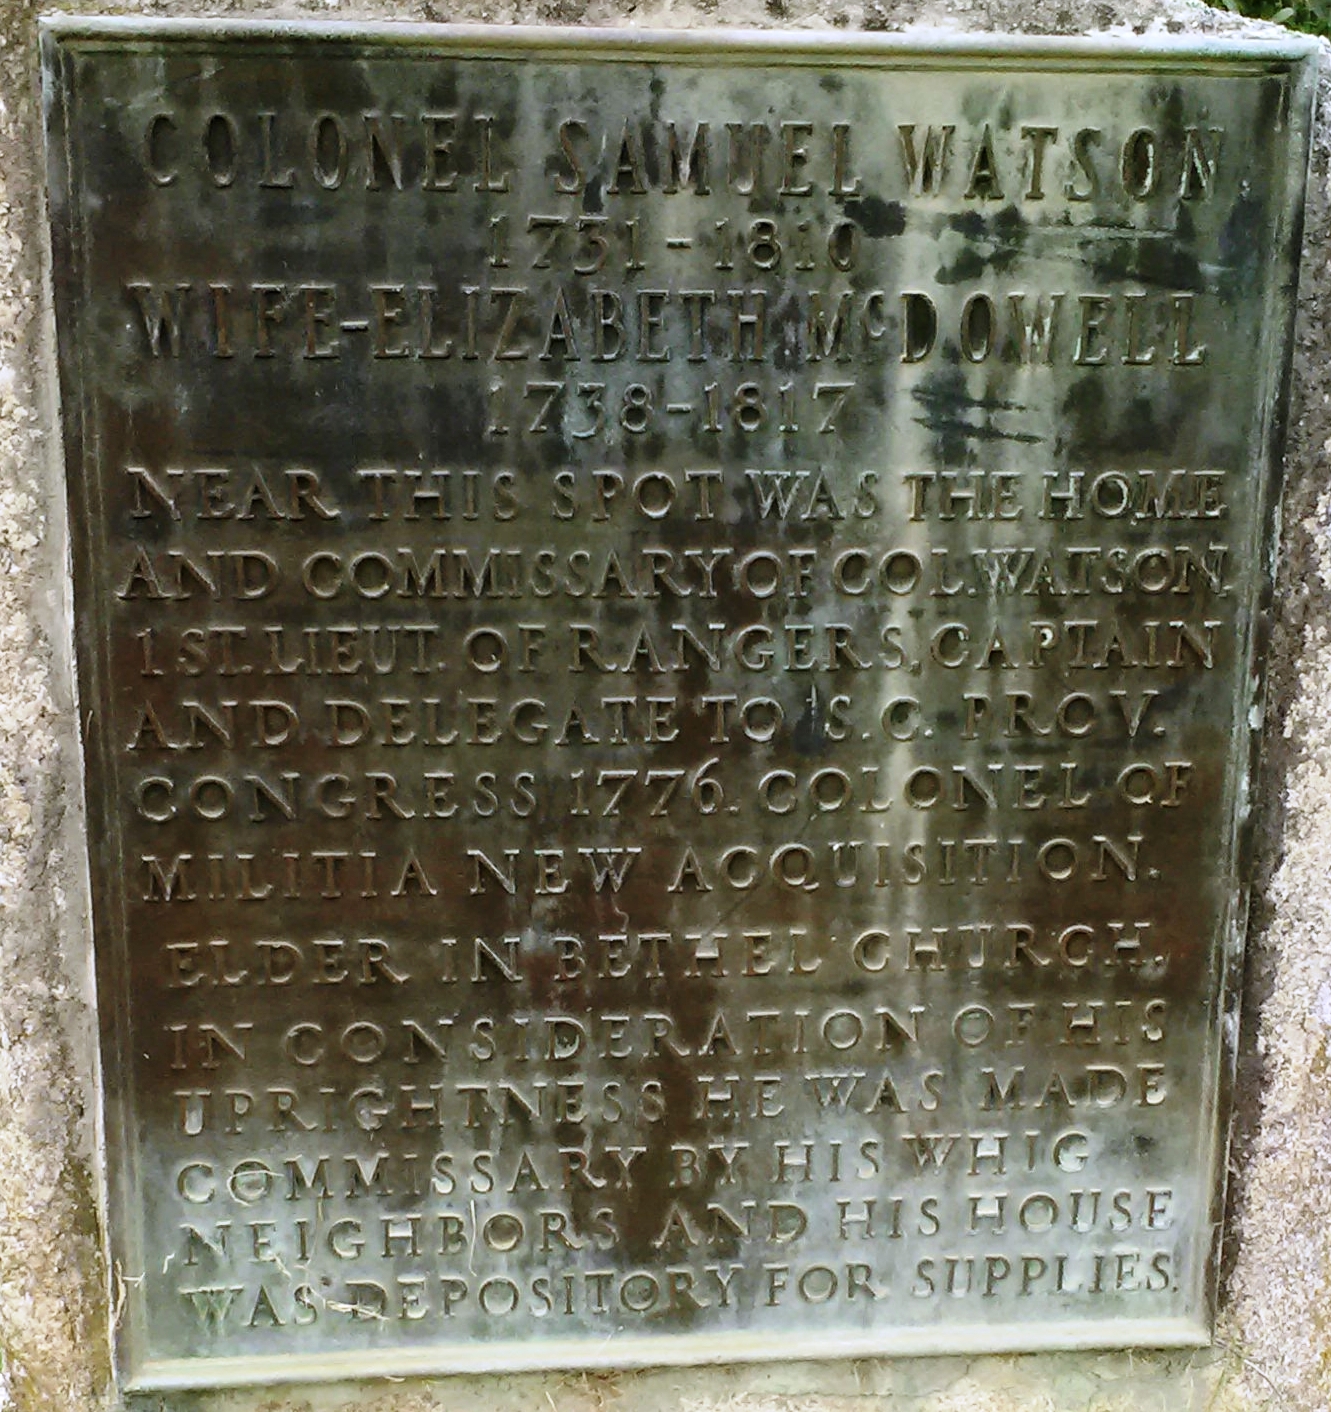 COLONEL SAMUEL WATSON
1731-1810
WIFE-ELIZABETH McDOWELL
1738-1817
NEAR THIS SPOT WAS THE HOME
AND COMMISSARY OF COL.WATSON
1ST.LIEUT. OF RANGERS,CAPTAIN
AND DELEGATE TO S.C. PROV.
CONGRESS 1776. COLONEL OF
MILITIA NEW ACQUISITION.
ELDER IN BETHEL CHURCH.
IN CONSIDERATION OF HIS
UPRIGHTNESS HE WAS MADE
COMMISSARY BY HIS WHIG
NEIGHBORS AND HIS HOUSE
WAS DEPOSITORY FOR SUPPLIES.